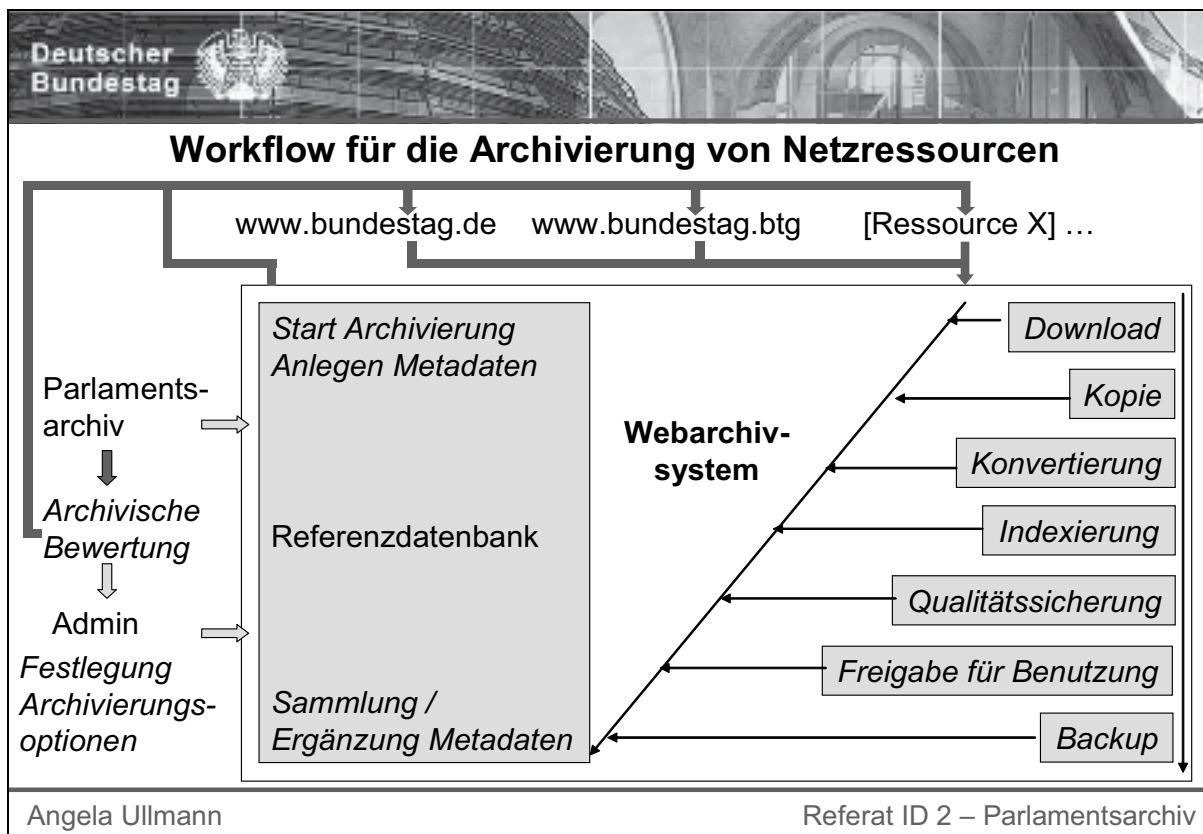 Deutscher
Bundestag
Workflow für die Archivierung von Netzressourcen
www.bundestag.de www.bundestag.btg [Ressource X] …
Parlaments-
archiv
Archivische
Bewertung
Admin
Festlegung
Archivierungs-
optionen
Start Archivierung
Anlegen Metadaten
Referenzdatenbank
Sammlung /
Ergänzung Metadaten
Webarchiv-
system
Download
Kopie
Konvertierung
Indexierung
Qualitätssicherung
Freigabe für Benutzung
Backup
Angela Ullmann
Referat ID 2 – Parlamentsarchiv